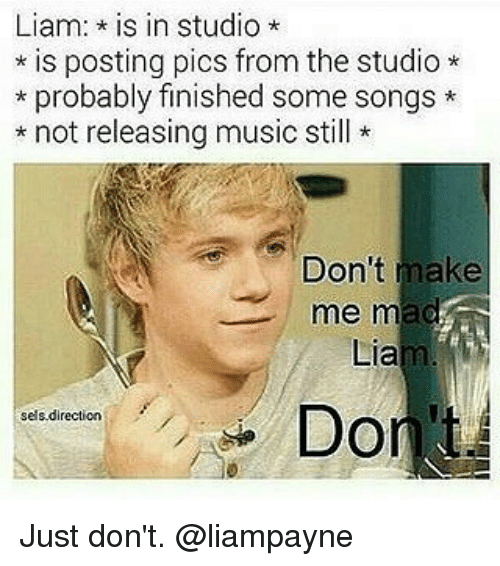 Liam: * is in studio *
* is posting pics from the studio *
* probably finished some songs *
* not releasing music still *
Don't make
me mad,
Liam.
Don't.
sels.direction
Just don't. @liampayne